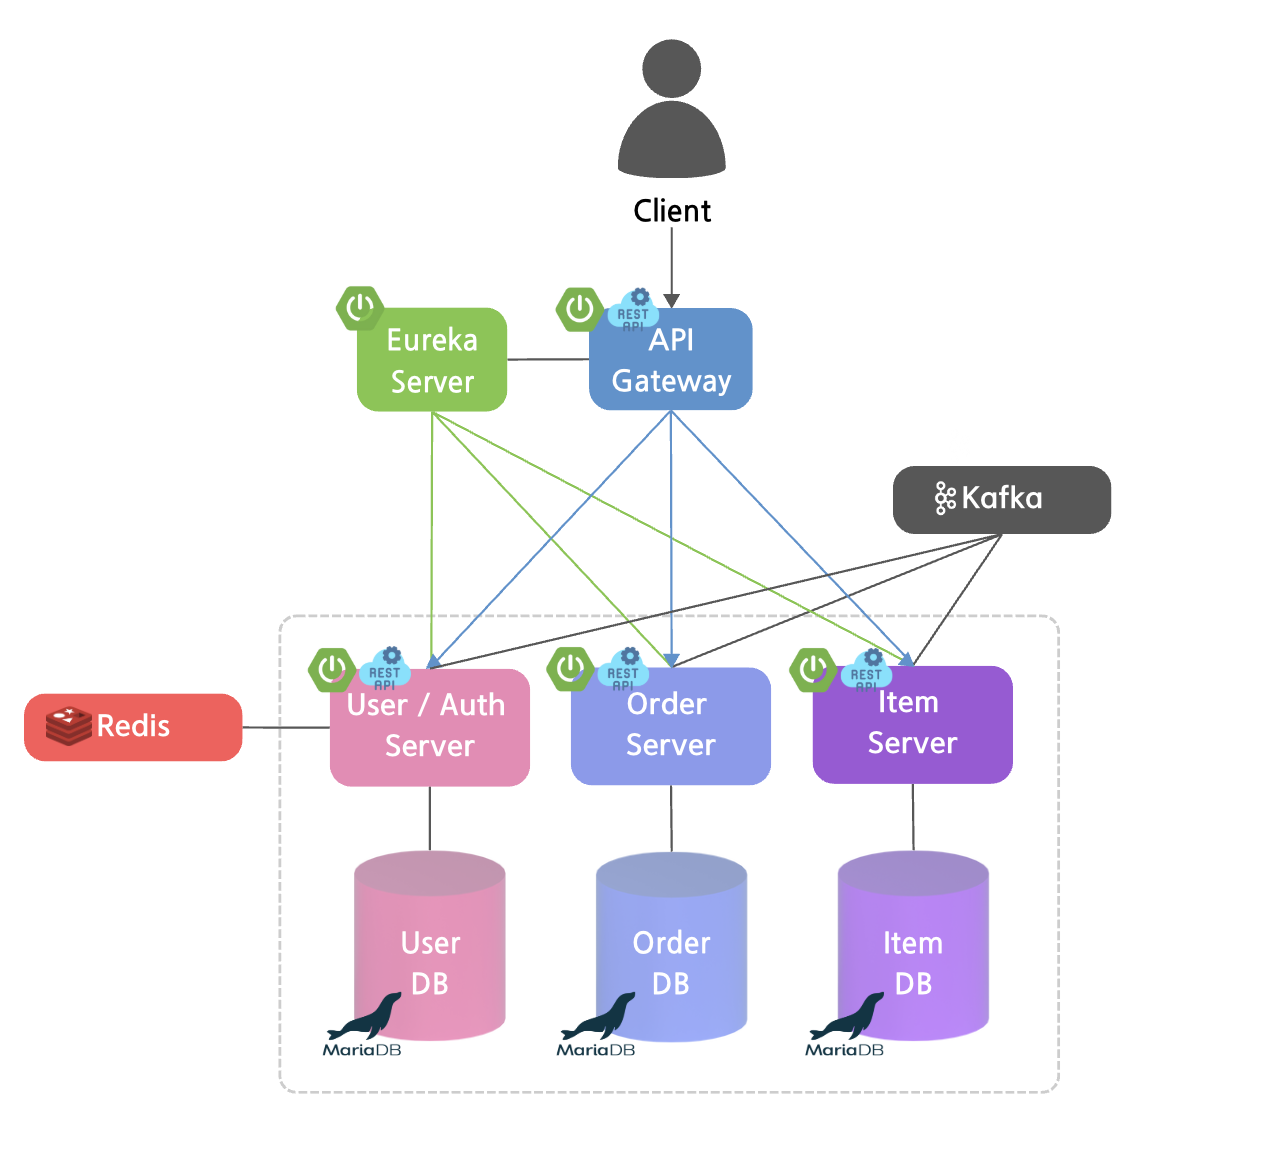 Client
REST
API
Eureka
Server
API
Gateway
Kafka
REST
API
REST
API
REST
API
User / Auth
Server
Order
Server
Item
Server
Redis
User
DB
Order
DB
Item
DB
MariaDB
MariaDB
MariaDB